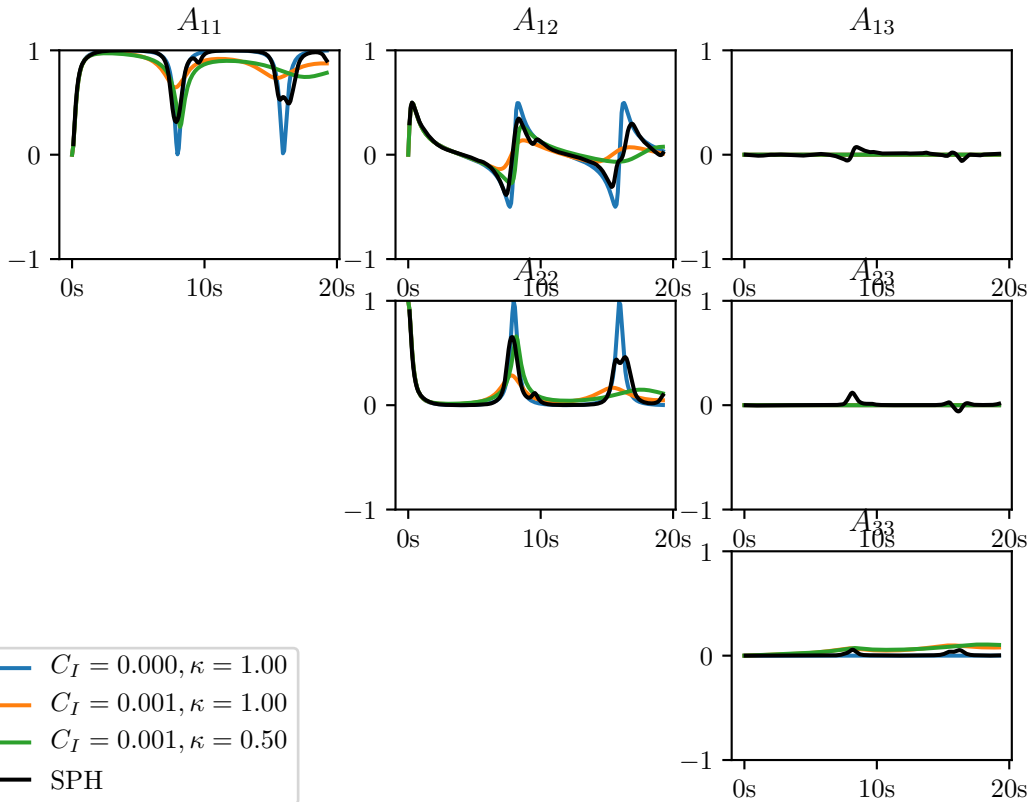 A₁₁ A₁₂ A₁₃
1 1 1
0 0 0
−1 −1 −1
0s 10s 20s 0s 10s 20s 0s 10s 20s
A₂₂ A₂₃
1 1
0 0
−1 −1
0s 10s 20s 0s 10s 20s
A₃₃
1
0
−1
0s 10s 20s
C_I = 0.000, κ = 1.00
C_I = 0.001, κ = 1.00
C_I = 0.001, κ = 0.50
SPH